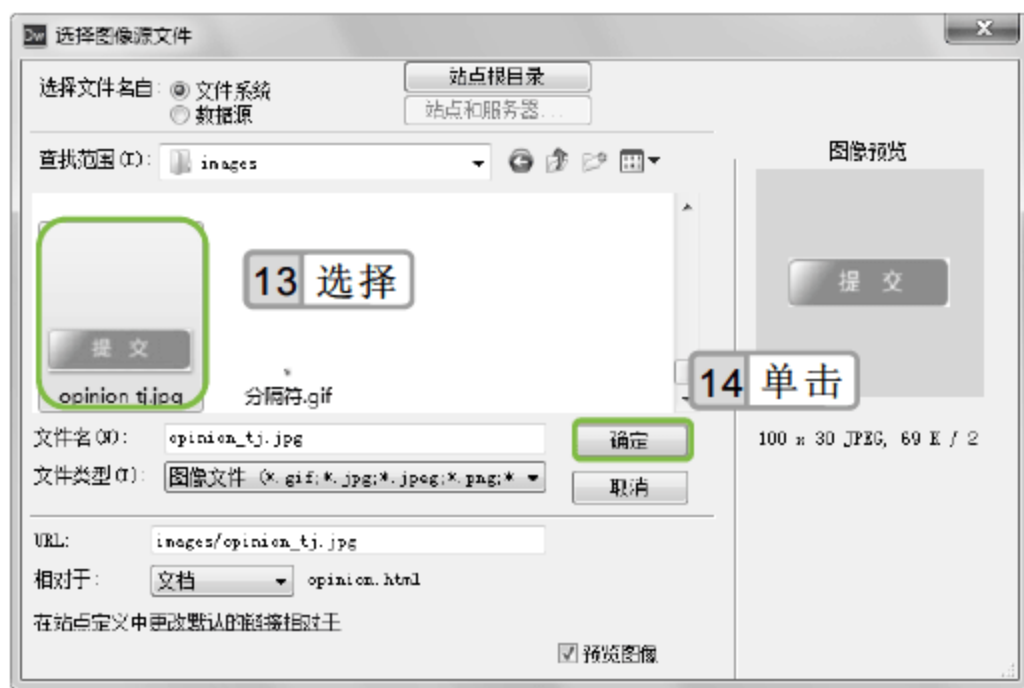 Dw 选择图像源文件
选择文件名自: 文件系统
数据源
站点根目录
站点和服务器...
查找范围(I): images
图像预览
提 交
13 选择
提 交
opinion tj.jpg
分隔符.gif
14 单击
文件名(N): opinion_tj.jpg
确定
100 x 30 JPEG, 69 K / 2
文件类型(T): 图像文件 (*.gif;*.jpg;*.jpeg;*.png;*
取消
URL: images/opinion_tj.jpg
相对于: 文档 opinion.html
在站点定义中更改默认的链接相对于
预览图像